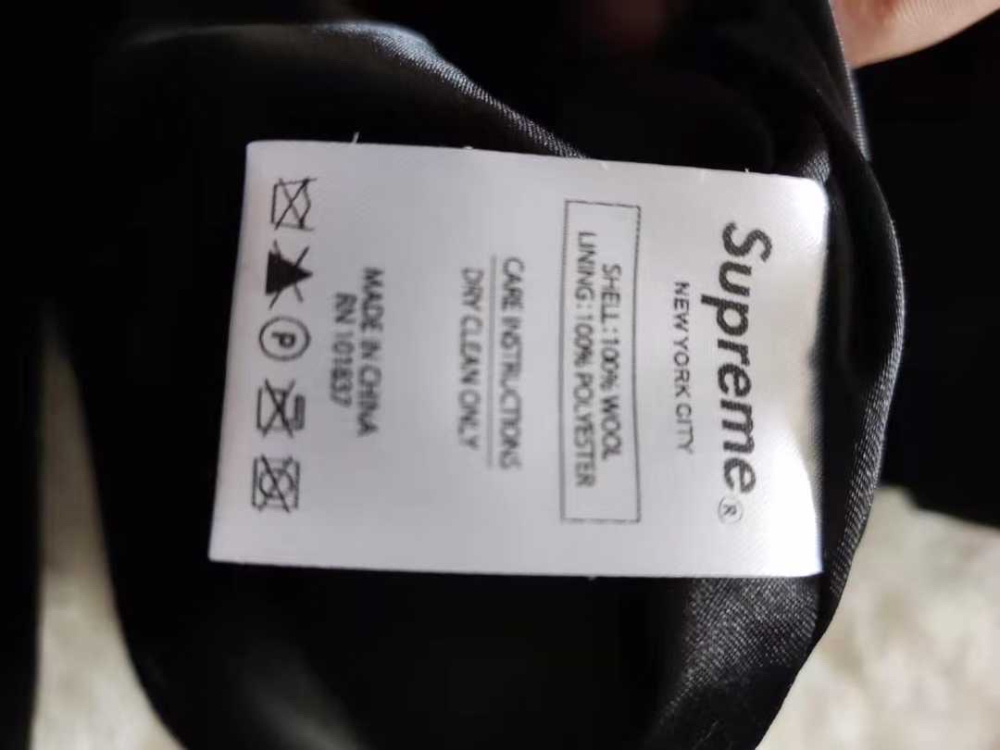 Supreme®
NEW YORK CITY
SHELL:100% WOOL
LINING:100% POLYESTER
CARE INSTRUCTIONS
DRY CLEAN ONLY
MADE IN CHINA
RN 101837
P